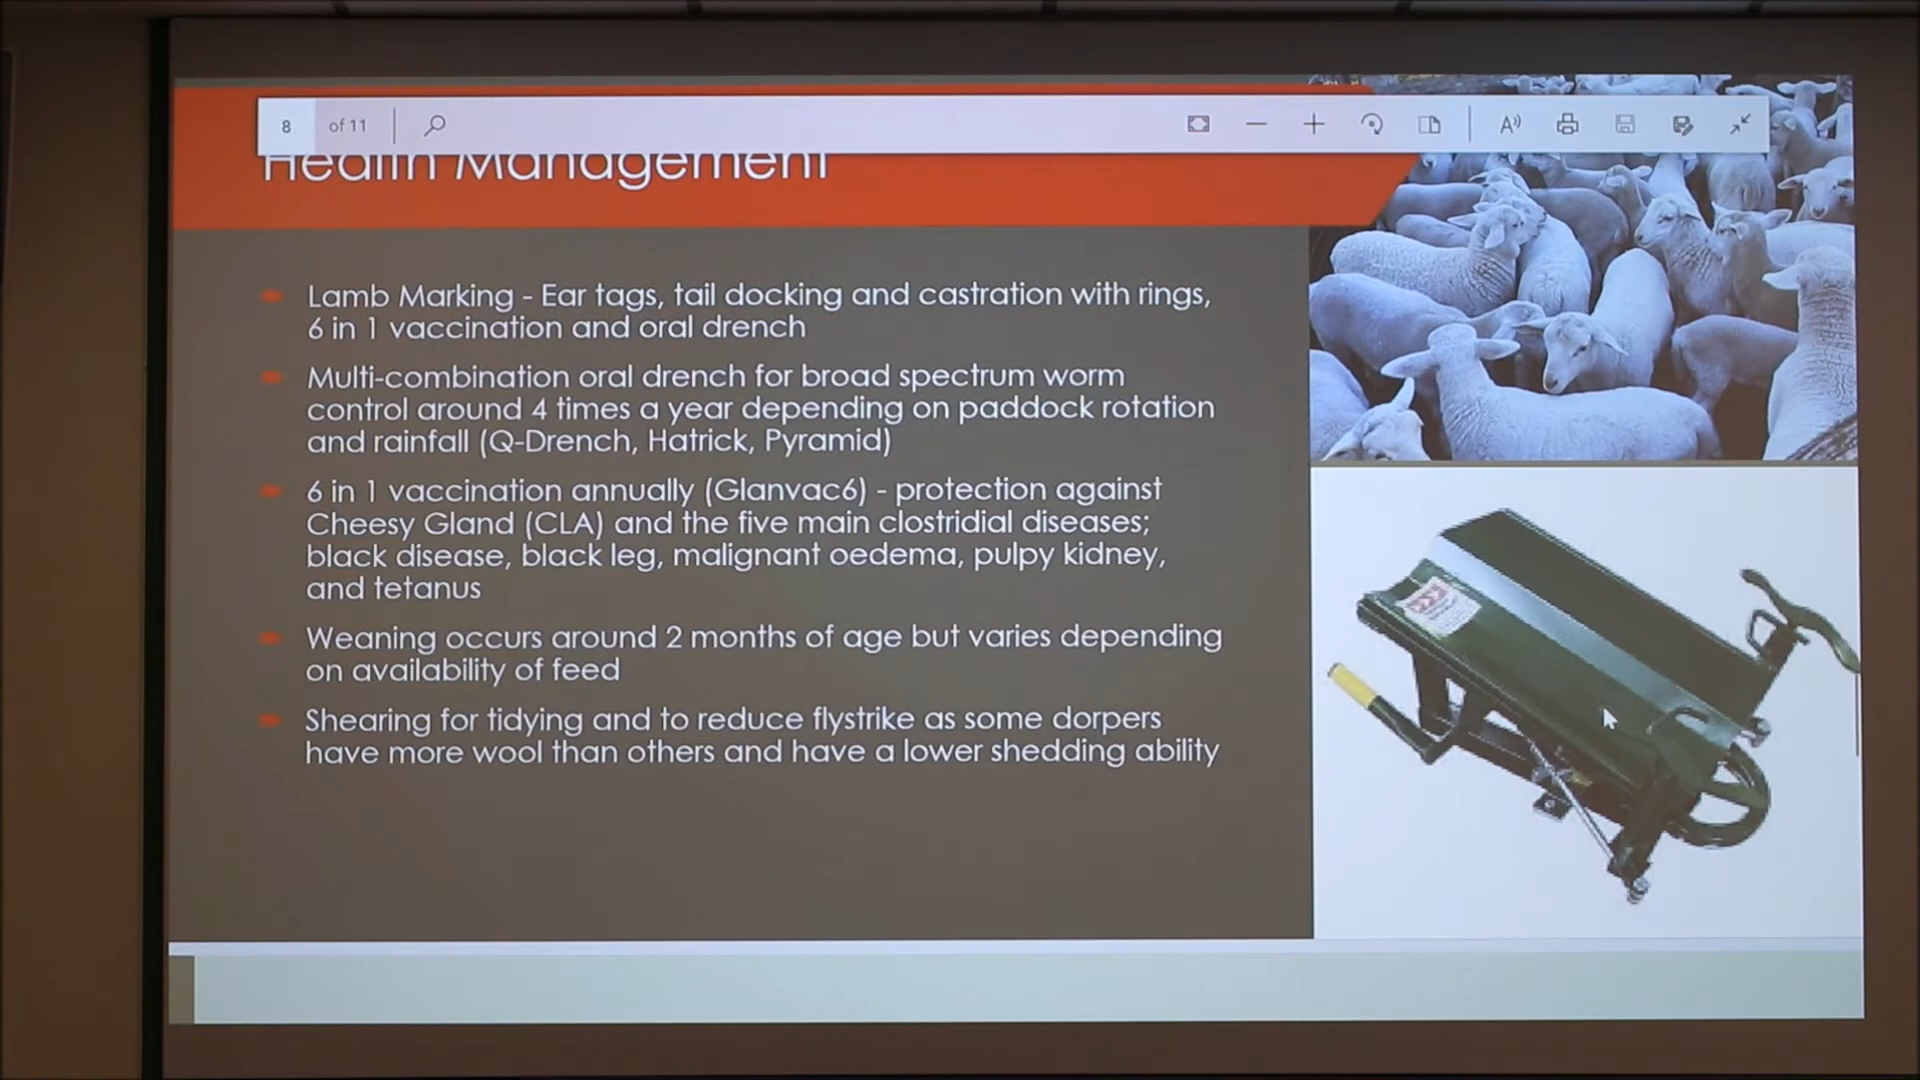 8 of 11
Health Management
Lamb Marking - Ear tags, tail docking and castration with rings,
6 in 1 vaccination and oral drench
Multi-combination oral drench for broad spectrum worm
control around 4 times a year depending on paddock rotation
and rainfall (Q-Drench, Hatrick, Pyramid)
6 in 1 vaccination annually (Glanvac6) - protection against
Cheesy Gland (CLA) and the five main clostridial diseases;
black disease, black leg, malignant oedema, pulpy kidney,
and tetanus
Weaning occurs around 2 months of age but varies depending
on availability of feed
Shearing for tidying and to reduce flystrike as some dorpers
have more wool than others and have a lower shedding ability